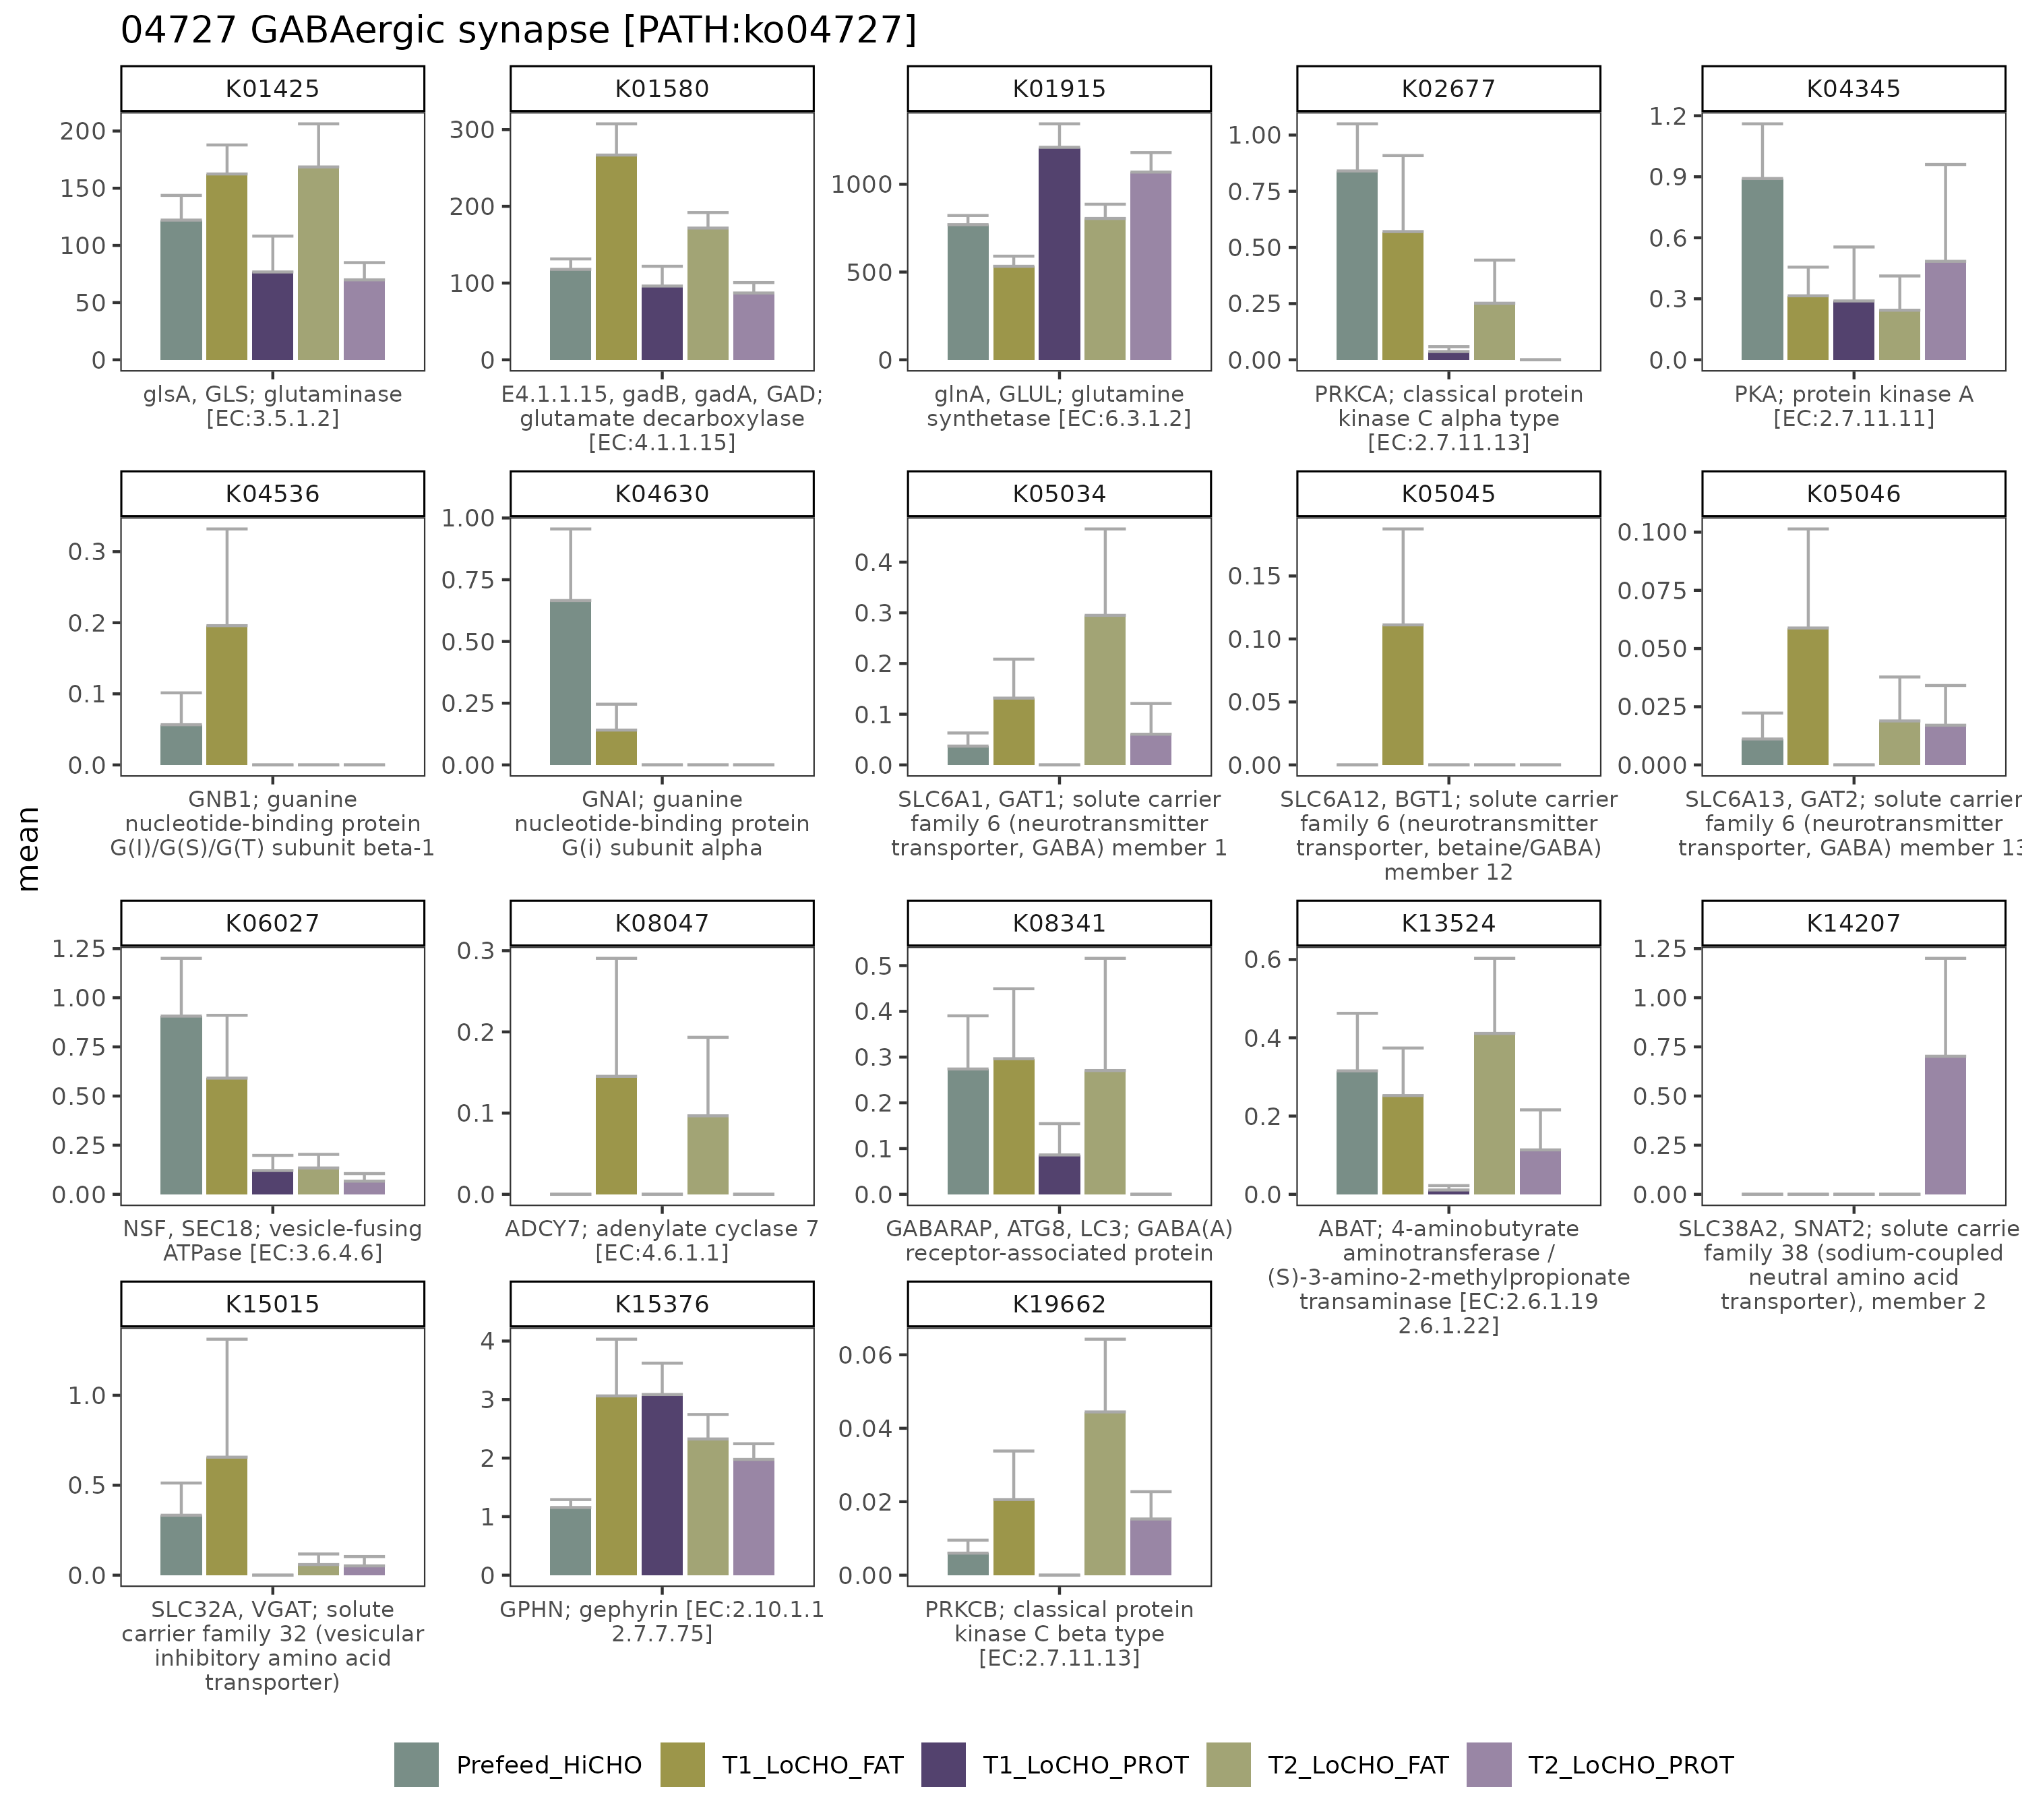 04727 GABAergic synapse [PATH:ko04727]
mean
K01425
200
150
100
50
0
glsA, GLS; glutaminase
[EC:3.5.1.2]
K01580
300
200
100
0
E4.1.1.15, gadB, gadA, GAD;
glutamate decarboxylase
[EC:4.1.1.15]
K01915
1000
500
0
glnA, GLUL; glutamine
synthetase [EC:6.3.1.2]
K02677
1.00
0.75
0.50
0.25
0.00
PRKCA; classical protein
kinase C alpha type
[EC:2.7.11.13]
K04345
1.2
0.9
0.6
0.3
0.0
PKA; protein kinase A
[EC:2.7.11.11]
K04536
0.3
0.2
0.1
0.0
GNB1; guanine
nucleotide-binding protein
G(I)/G(S)/G(T) subunit beta-1
K04630
1.00
0.75
0.50
0.25
0.00
GNAI; guanine
nucleotide-binding protein
G(i) subunit alpha
K05034
0.4
0.3
0.2
0.1
0.0
SLC6A1, GAT1; solute carrier
family 6 (neurotransmitter
transporter, GABA) member 1
K05045
0.15
0.10
0.05
0.00
SLC6A12, BGT1; solute carrier
family 6 (neurotransmitter
transporter, betaine/GABA)
member 12
K05046
0.100
0.075
0.050
0.025
0.000
SLC6A13, GAT2; solute carrier
family 6 (neurotransmitter
transporter, GABA) member 13
K06027
1.25
1.00
0.75
0.50
0.25
0.00
NSF, SEC18; vesicle-fusing
ATPase [EC:3.6.4.6]
K08047
0.3
0.2
0.1
0.0
ADCY7; adenylate cyclase 7
[EC:4.6.1.1]
K08341
0.5
0.4
0.3
0.2
0.1
0.0
GABARAP, ATG8, LC3; GABA(A)
receptor-associated protein
K13524
0.6
0.4
0.2
0.0
ABAT; 4-aminobutyrate
aminotransferase /
(S)-3-amino-2-methylpropionate
transaminase [EC:2.6.1.19
2.6.1.22]
K14207
1.25
1.00
0.75
0.50
0.25
0.00
SLC38A2, SNAT2; solute carrie
family 38 (sodium-coupled
neutral amino acid
transporter), member 2
K15015
1.0
0.5
0.0
SLC32A, VGAT; solute
carrier family 32 (vesicular
inhibitory amino acid
transporter)
K15376
4
3
2
1
0
GPHN; gephyrin [EC:2.10.1.1
2.7.7.75]
K19662
0.06
0.04
0.02
0.00
PRKCB; classical protein
kinase C beta type
[EC:2.7.11.13]
Prefeed_HiCHO
T1_LoCHO_FAT
T1_LoCHO_PROT
T2_LoCHO_FAT
T2_LoCHO_PROT